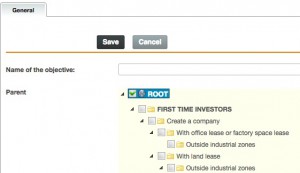 General
Save Cancel
Name of the objective:
Parent
ROOT
FIRST TIME INVESTORS
Create a company
With office lease or factory space lease
Outside industrial zones
With land lease
Outside industrial zones